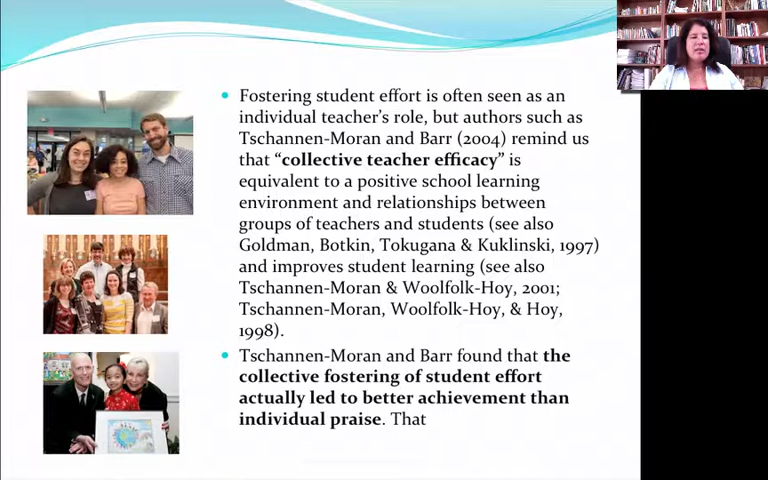 Fostering student effort is often seen as an
individual teacher's role, but authors such as
Tschannen-Moran and Barr (2004) remind us
that “collective teacher efficacy” is
equivalent to a positive school learning
environment and relationships between
groups of teachers and students (see also
Goldman, Botkin, Tokugana & Kuklinski, 1997)
and improves student learning (see also
Tschannen-Moran & Woolfolk-Hoy, 2001;
Tschannen-Moran, Woolfolk-Hoy, & Hoy,
1998).
Tschannen-Moran and Barr found that the
collective fostering of student effort
actually led to better achievement than
individual praise. That